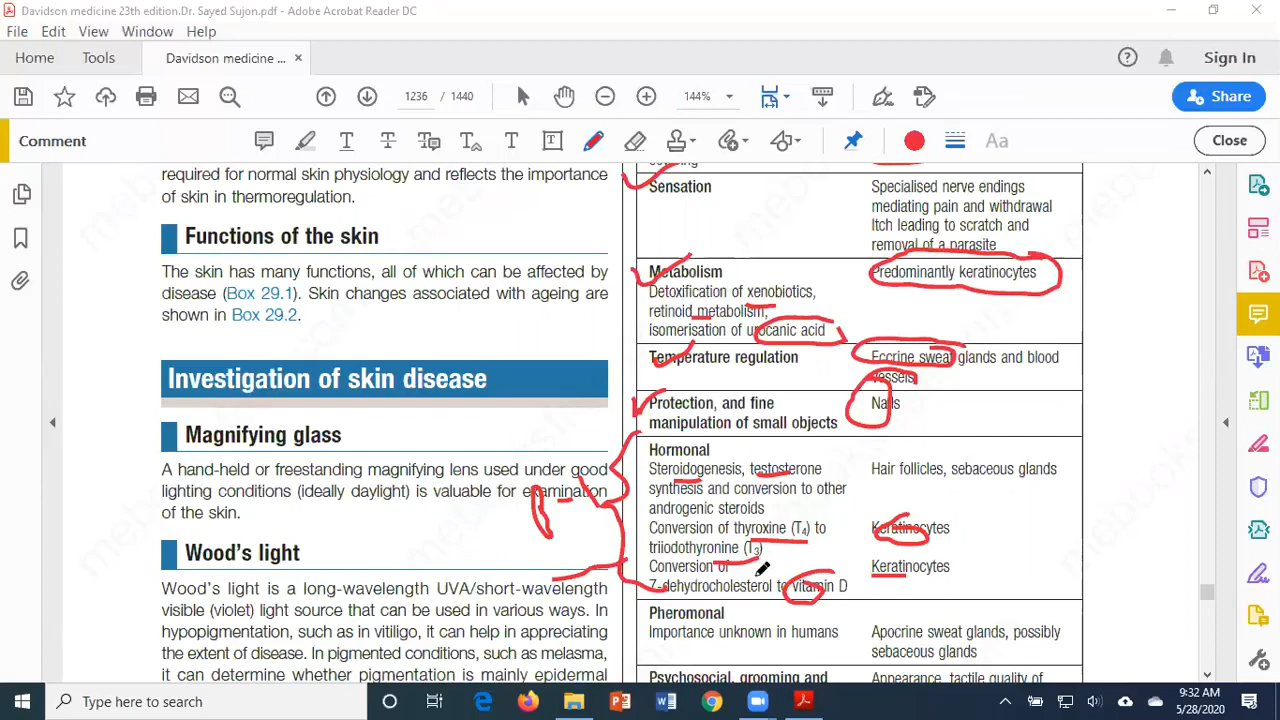 Davidson medicine 23th edition.Dr. Sayed Sujon.pdf - Adobe Acrobat Reader DC
File Edit View Window Help
Home Tools Davidson medicine ... × Sign In
1236 / 1440 144% Share
Comment Close
required for normal skin physiology and reflects the importance
of skin in thermoregulation.
Functions of the skin
The skin has many functions, all of which can be affected by
disease (Box 29.1). Skin changes associated with ageing are
shown in Box 29.2.
Investigation of skin disease
Magnifying glass
A hand-held or freestanding magnifying lens used under good
lighting conditions (ideally daylight) is valuable for examination
of the skin.
Wood's light
Wood's light is a long-wavelength UVA/short-wavelength
visible (violet) light source that can be used in various ways. In
hypopigmentation, such as in vitiligo, it can help in appreciating
the extent of disease. In pigmented conditions, such as melasma,
it can determine whether pigmentation is mainly epidermal
Sensation
Specialised nerve endings
mediating pain and withdrawal
Itch leading to scratch and
removal of a parasite
Metabolism
Detoxification of xenobiotics,
retinoid metabolism,
isomerisation of urocanic acid
Predominantly keratinocytes
Temperature regulation
Eccrine sweat glands and blood
vessels
Protection, and fine
manipulation of small objects
Nails
Hormonal
Steroidogenesis, testosterone
synthesis and conversion to other
androgenic steroids
Hair follicles, sebaceous glands
Conversion of thyroxine (T4) to
triiodothyronine (T3)
Keratinocytes
Conversion of
7-dehydrocholesterol to vitamin D
Keratinocytes
Pheromonal
Importance unknown in humans
Apocrine sweat glands, possibly
sebaceous glands
Psychosocial, grooming and
Appearance, tactile quality of
Type here to search
9:32 AM
5/28/2020